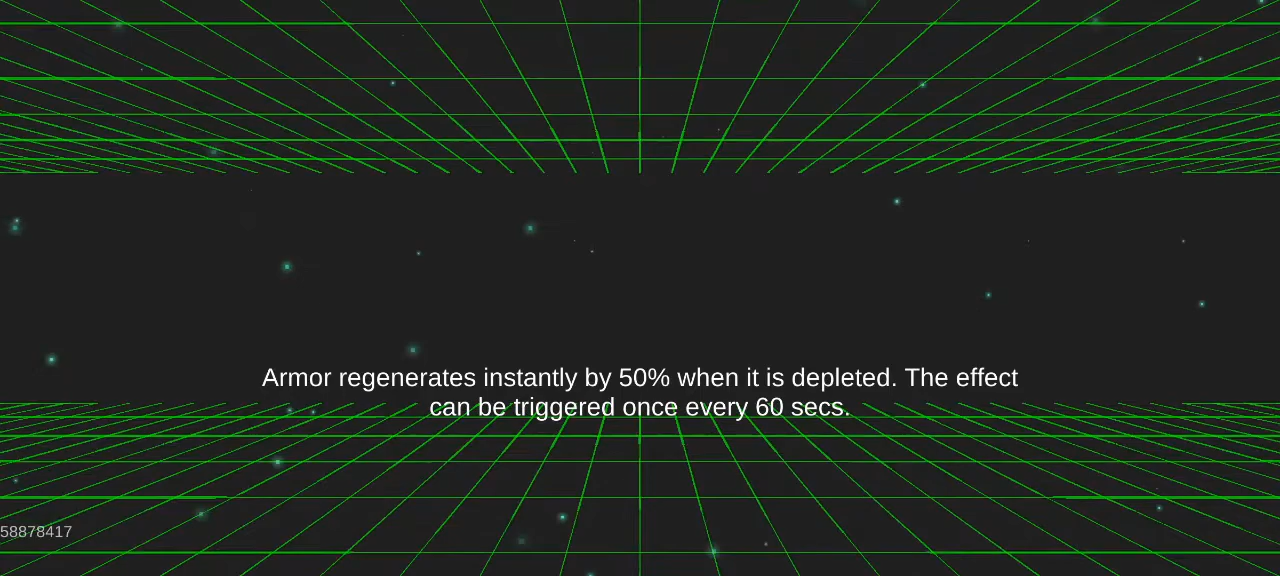 Armor regenerates instantly by 50% when it is depleted. The effect
can be triggered once every 60 secs.
58878417